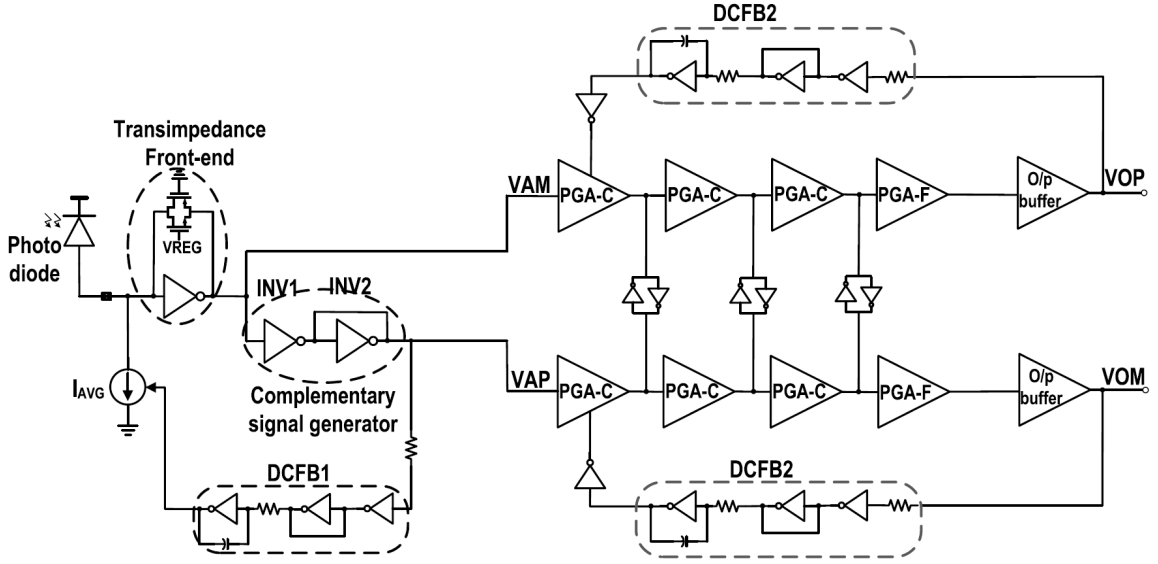 DCFB2
Transimpedance
Front-end
VREG
Photo
diode
VAM
PGA-C
PGA-C
PGA-C
PGA-F
O/p
buffer
VOP
INV1
INV2
Complementary
signal generator
IAVG
VAP
PGA-C
PGA-C
PGA-C
PGA-F
O/p
buffer
VOM
DCFB1
DCFB2